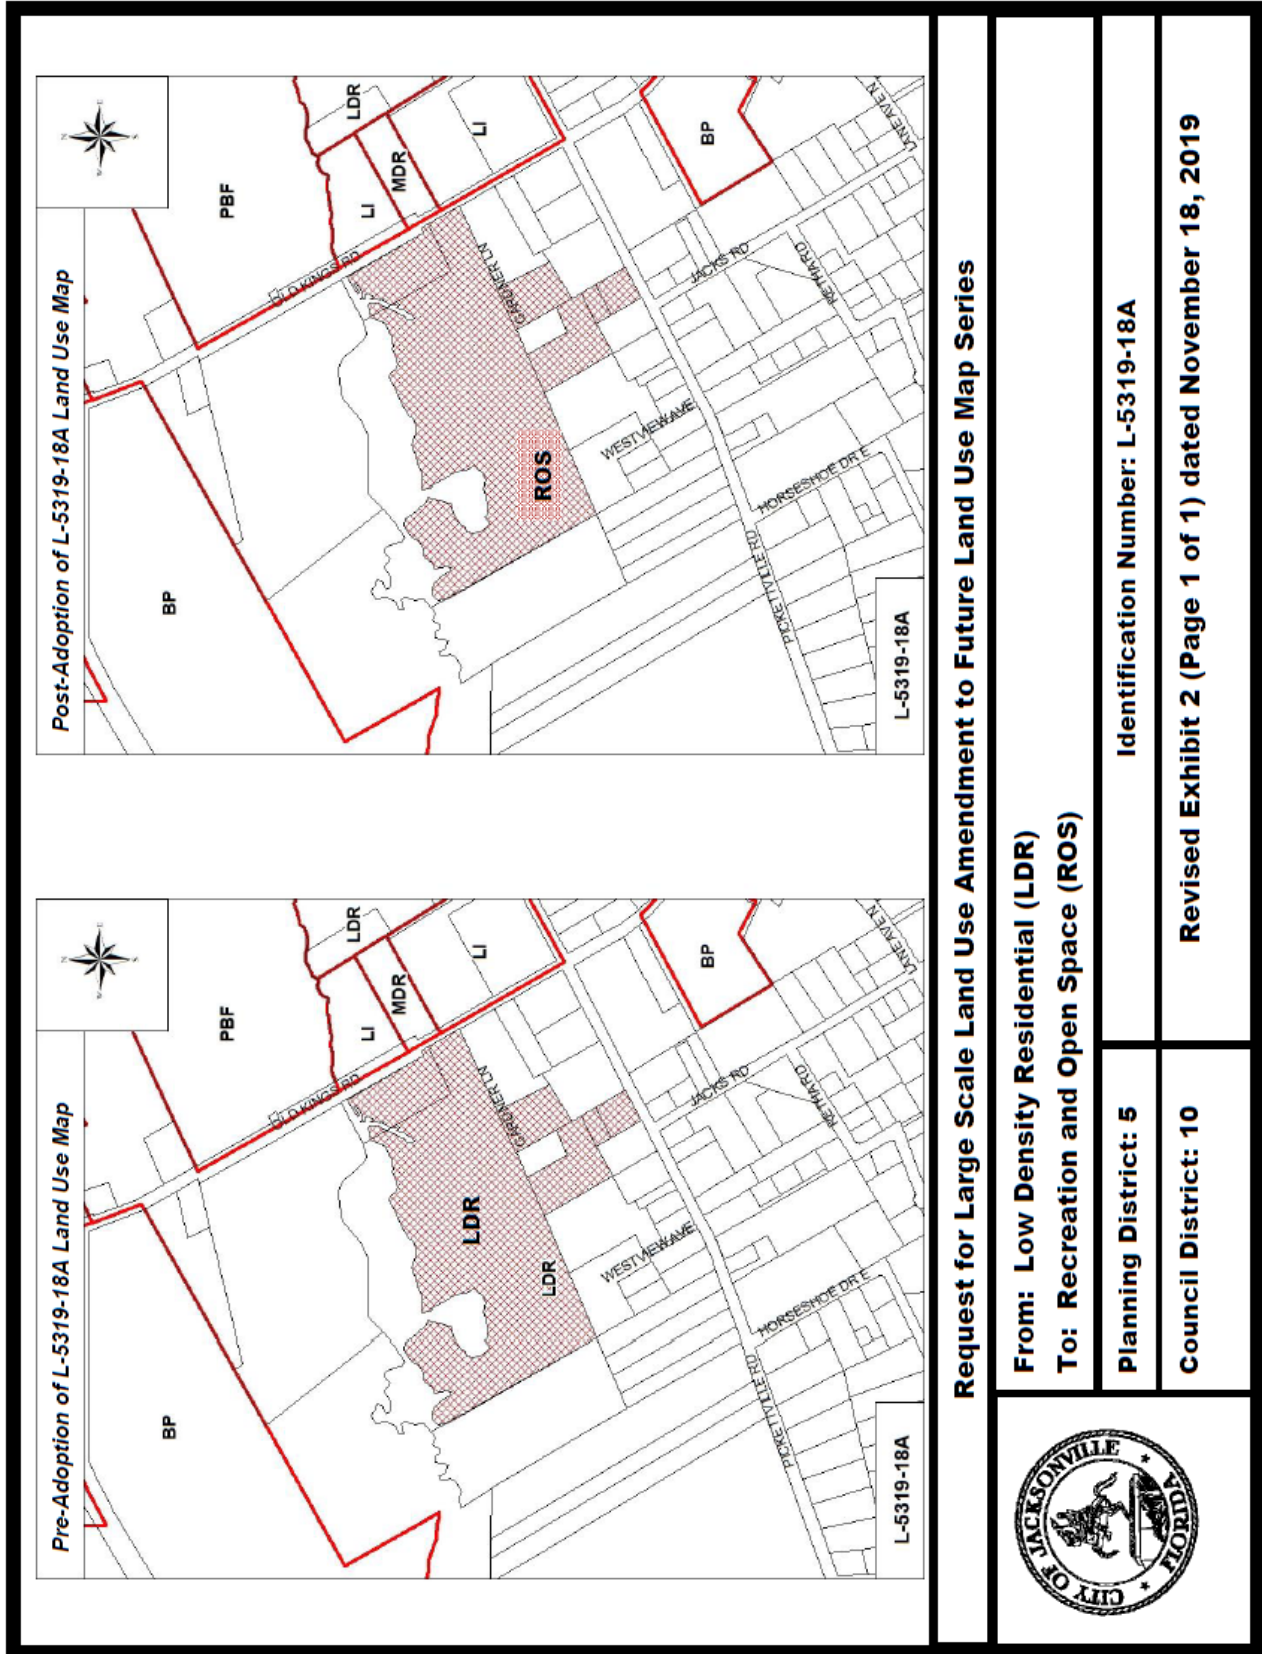 Pre-Adoption of L-5319-18A Land Use Map
BP
PBF
LDR
LI
MDR
LI
OLD KINGS RD
LDR
LDR
GARDNER LN
WESTVIEW AVE
BP
JACKS RD
RETHA RD
HORSESHOE DR E
PICKETTVILLE RD
L-5319-18A
Post-Adoption of L-5319-18A Land Use Map
BP
PBF
LDR
LI
MDR
LI
OLD KINGS RD
ROS
GARDNER LN
WESTVIEW AVE
BP
JACKS RD
RETHA RD
HORSESHOE DR E
PICKETTVILLE RD
L-5319-18A
Request for Large Scale Land Use Amendment to Future Land Use Map Series
CITY OF JACKSONVILLE
FLORIDA
From: Low Density Residential (LDR)
To: Recreation and Open Space (ROS)
Planning District: 5
Identification Number: L-5319-18A
Council District: 10
Revised Exhibit 2 (Page 1 of 1) dated November 18, 2019